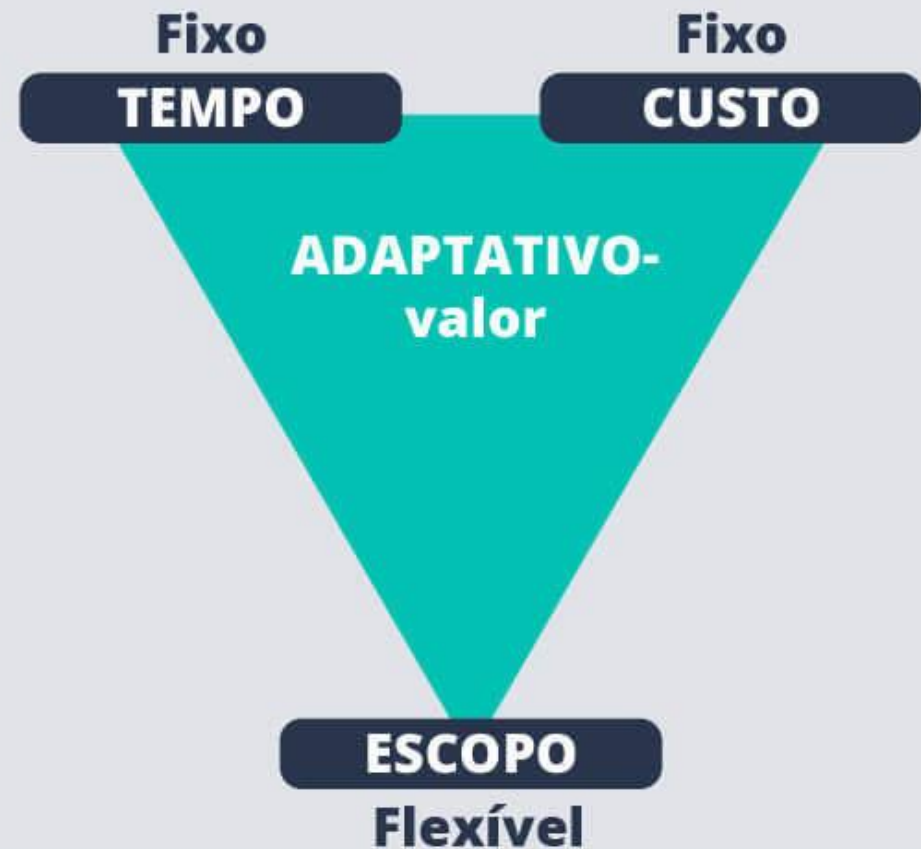 Fixo
Fixo
TEMPO
CUSTO
ADAPTATIVO-
valor
ESCOPO
Flexível